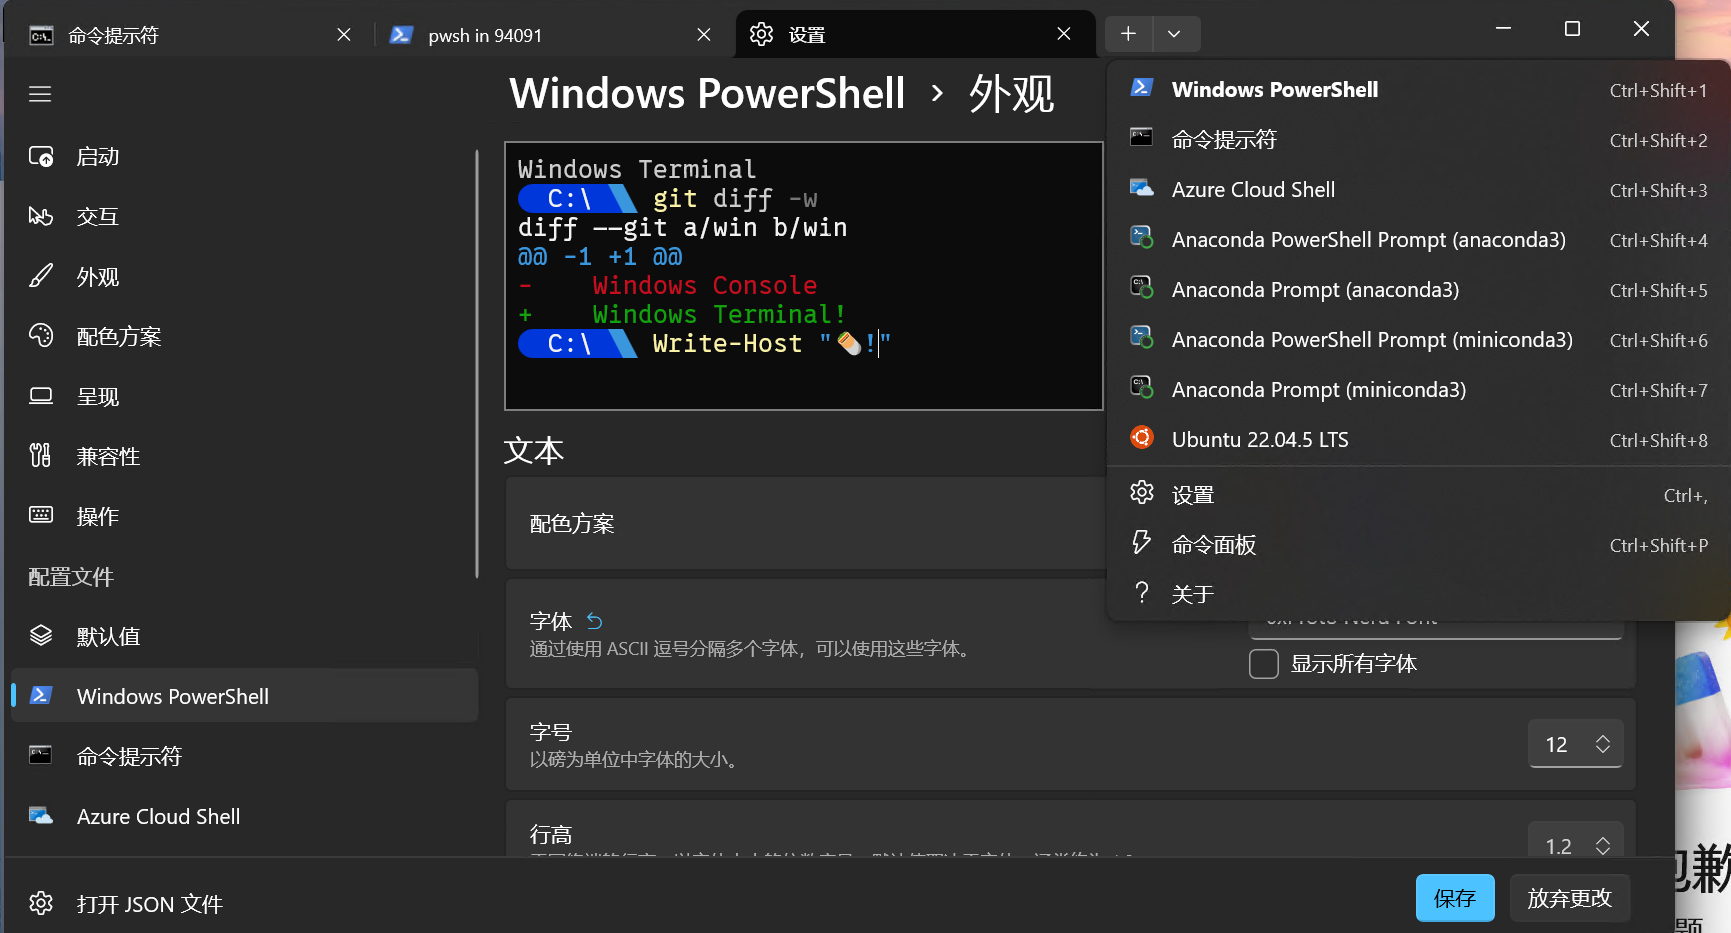 命令提示符
pwsh in 94091
设置
启动
交互
外观
配色方案
呈现
兼容性
操作
配置文件
默认值
Windows PowerShell
命令提示符
Azure Cloud Shell
打开 JSON 文件
Windows PowerShell › 外观
Windows Terminal
C:\ git diff -w
diff --git a/win b/win
@@ -1 +1 @@
-    Windows Console
+    Windows Terminal!
C:\ Write-Host "🌯!"
文本
配色方案
字体
通过使用 ASCII 逗号分隔多个字体，可以使用这些字体。
显示所有字体
字号
以磅为单位中字体的大小。
12
行高
1.2
保存
放弃更改
Windows PowerShell Ctrl+Shift+1
命令提示符 Ctrl+Shift+2
Azure Cloud Shell Ctrl+Shift+3
Anaconda PowerShell Prompt (anaconda3) Ctrl+Shift+4
Anaconda Prompt (anaconda3) Ctrl+Shift+5
Anaconda PowerShell Prompt (miniconda3) Ctrl+Shift+6
Anaconda Prompt (miniconda3) Ctrl+Shift+7
Ubuntu 22.04.5 LTS Ctrl+Shift+8
设置 Ctrl+,
命令面板 Ctrl+Shift+P
关于
歉
题